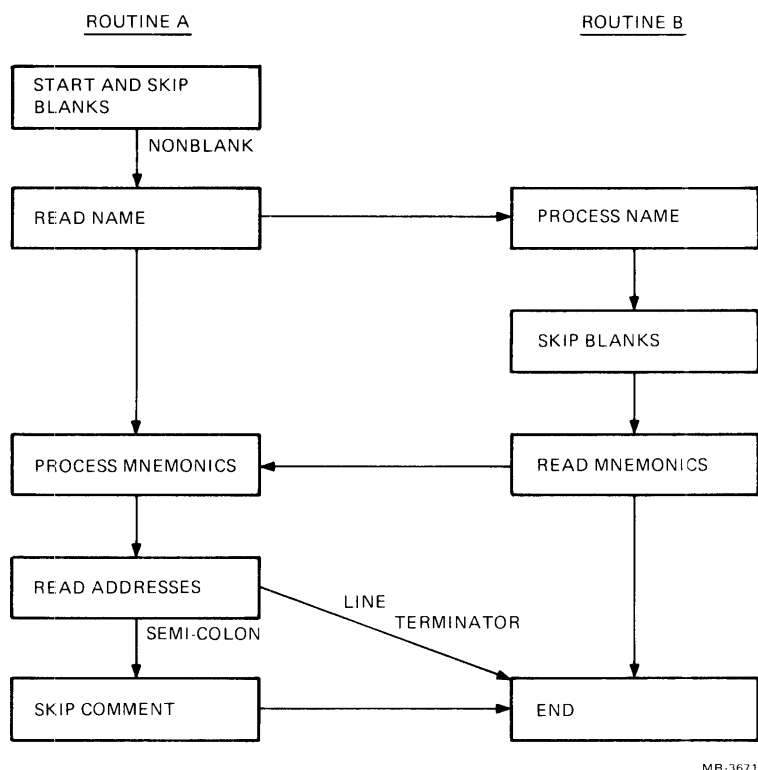 ROUTINE A
ROUTINE B
START AND SKIP
BLANKS
NONBLANK
READ NAME
PROCESS NAME
SKIP BLANKS
PROCESS MNEMONICS
READ MNEMONICS
READ ADDRESSES
LINE
TERMINATOR
SEMI-COLON
SKIP COMMENT
END
MB-3671